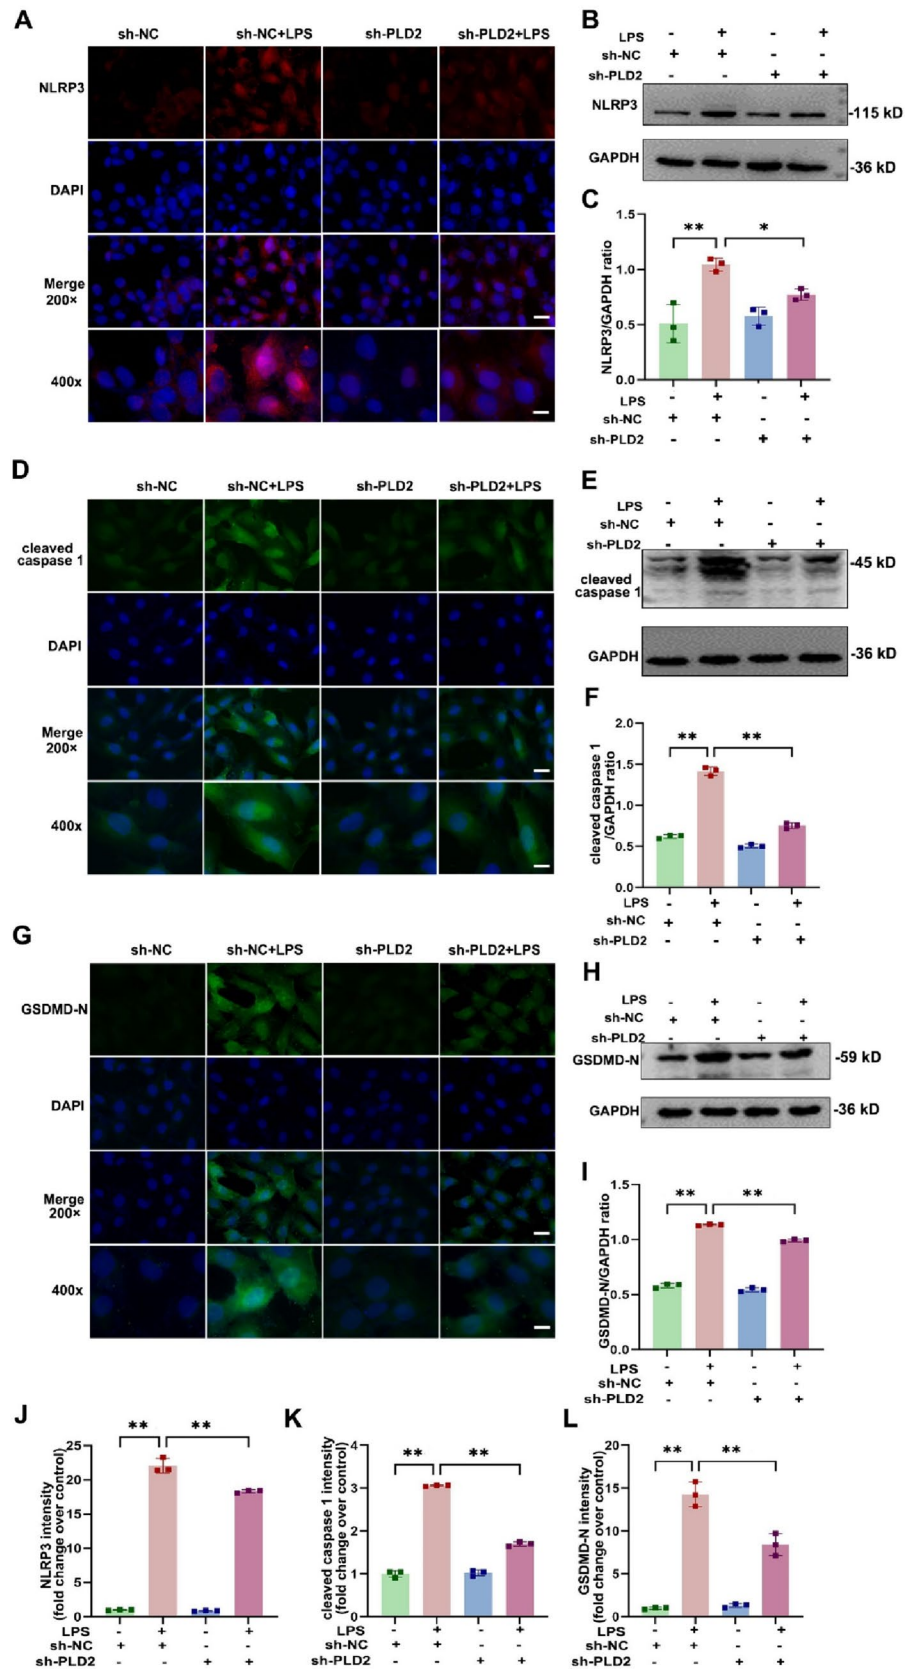 A
sh-NC sh-NC+LPS sh-PLD2 sh-PLD2+LPS
NLRP3
DAPI
Merge
200×
400x
B
LPS - + - +
sh-NC + + - -
sh-PLD2 - - + +
NLRP3 -115 kD
GAPDH -36 kD
C
NLRP3/GAPDH ratio
1.5
1.0
0.5
0.0
** *
LPS - + - +
sh-NC + + - -
sh-PLD2 - - + +
D
sh-NC sh-NC+LPS sh-PLD2 sh-PLD2+LPS
cleaved
caspase 1
DAPI
Merge
200×
400x
E
LPS - + - +
sh-NC + + - -
sh-PLD2 - - + +
cleaved
caspase 1
-45 kD
GAPDH -36 kD
F
cleaved caspase 1
/GAPDH ratio
2.0
1.5
1.0
0.5
0.0
** **
LPS - + - +
sh-NC + + - -
sh-PLD2 - - + +
G
sh-NC sh-NC+LPS sh-PLD2 sh-PLD2+LPS
GSDMD-N
DAPI
Merge
200×
400x
H
LPS - + - +
sh-NC + + - -
sh-PLD2 - - + +
GSDMD-N -59 kD
GAPDH -36 kD
I
GSDMD-N/GAPDH ratio
1.5
1.0
0.5
0.0
** **
LPS - + - +
sh-NC + + - -
sh-PLD2 - - + +
J
NLRP3 intensity
(fold change over control)
25
20
15
10
5
0
** **
LPS - + - +
sh-NC + + - -
sh-PLD2 - - + +
K
cleaved caspase 1 intensity
(fold change over control)
4
3
2
1
0
** **
LPS - + - +
sh-NC + + - -
sh-PLD2 - - + +
L
GSDMD-N intensity
(fold change over control)
20
15
10
5
0
** **
LPS - + - +
sh-NC + + - -
sh-PLD2 - - + +